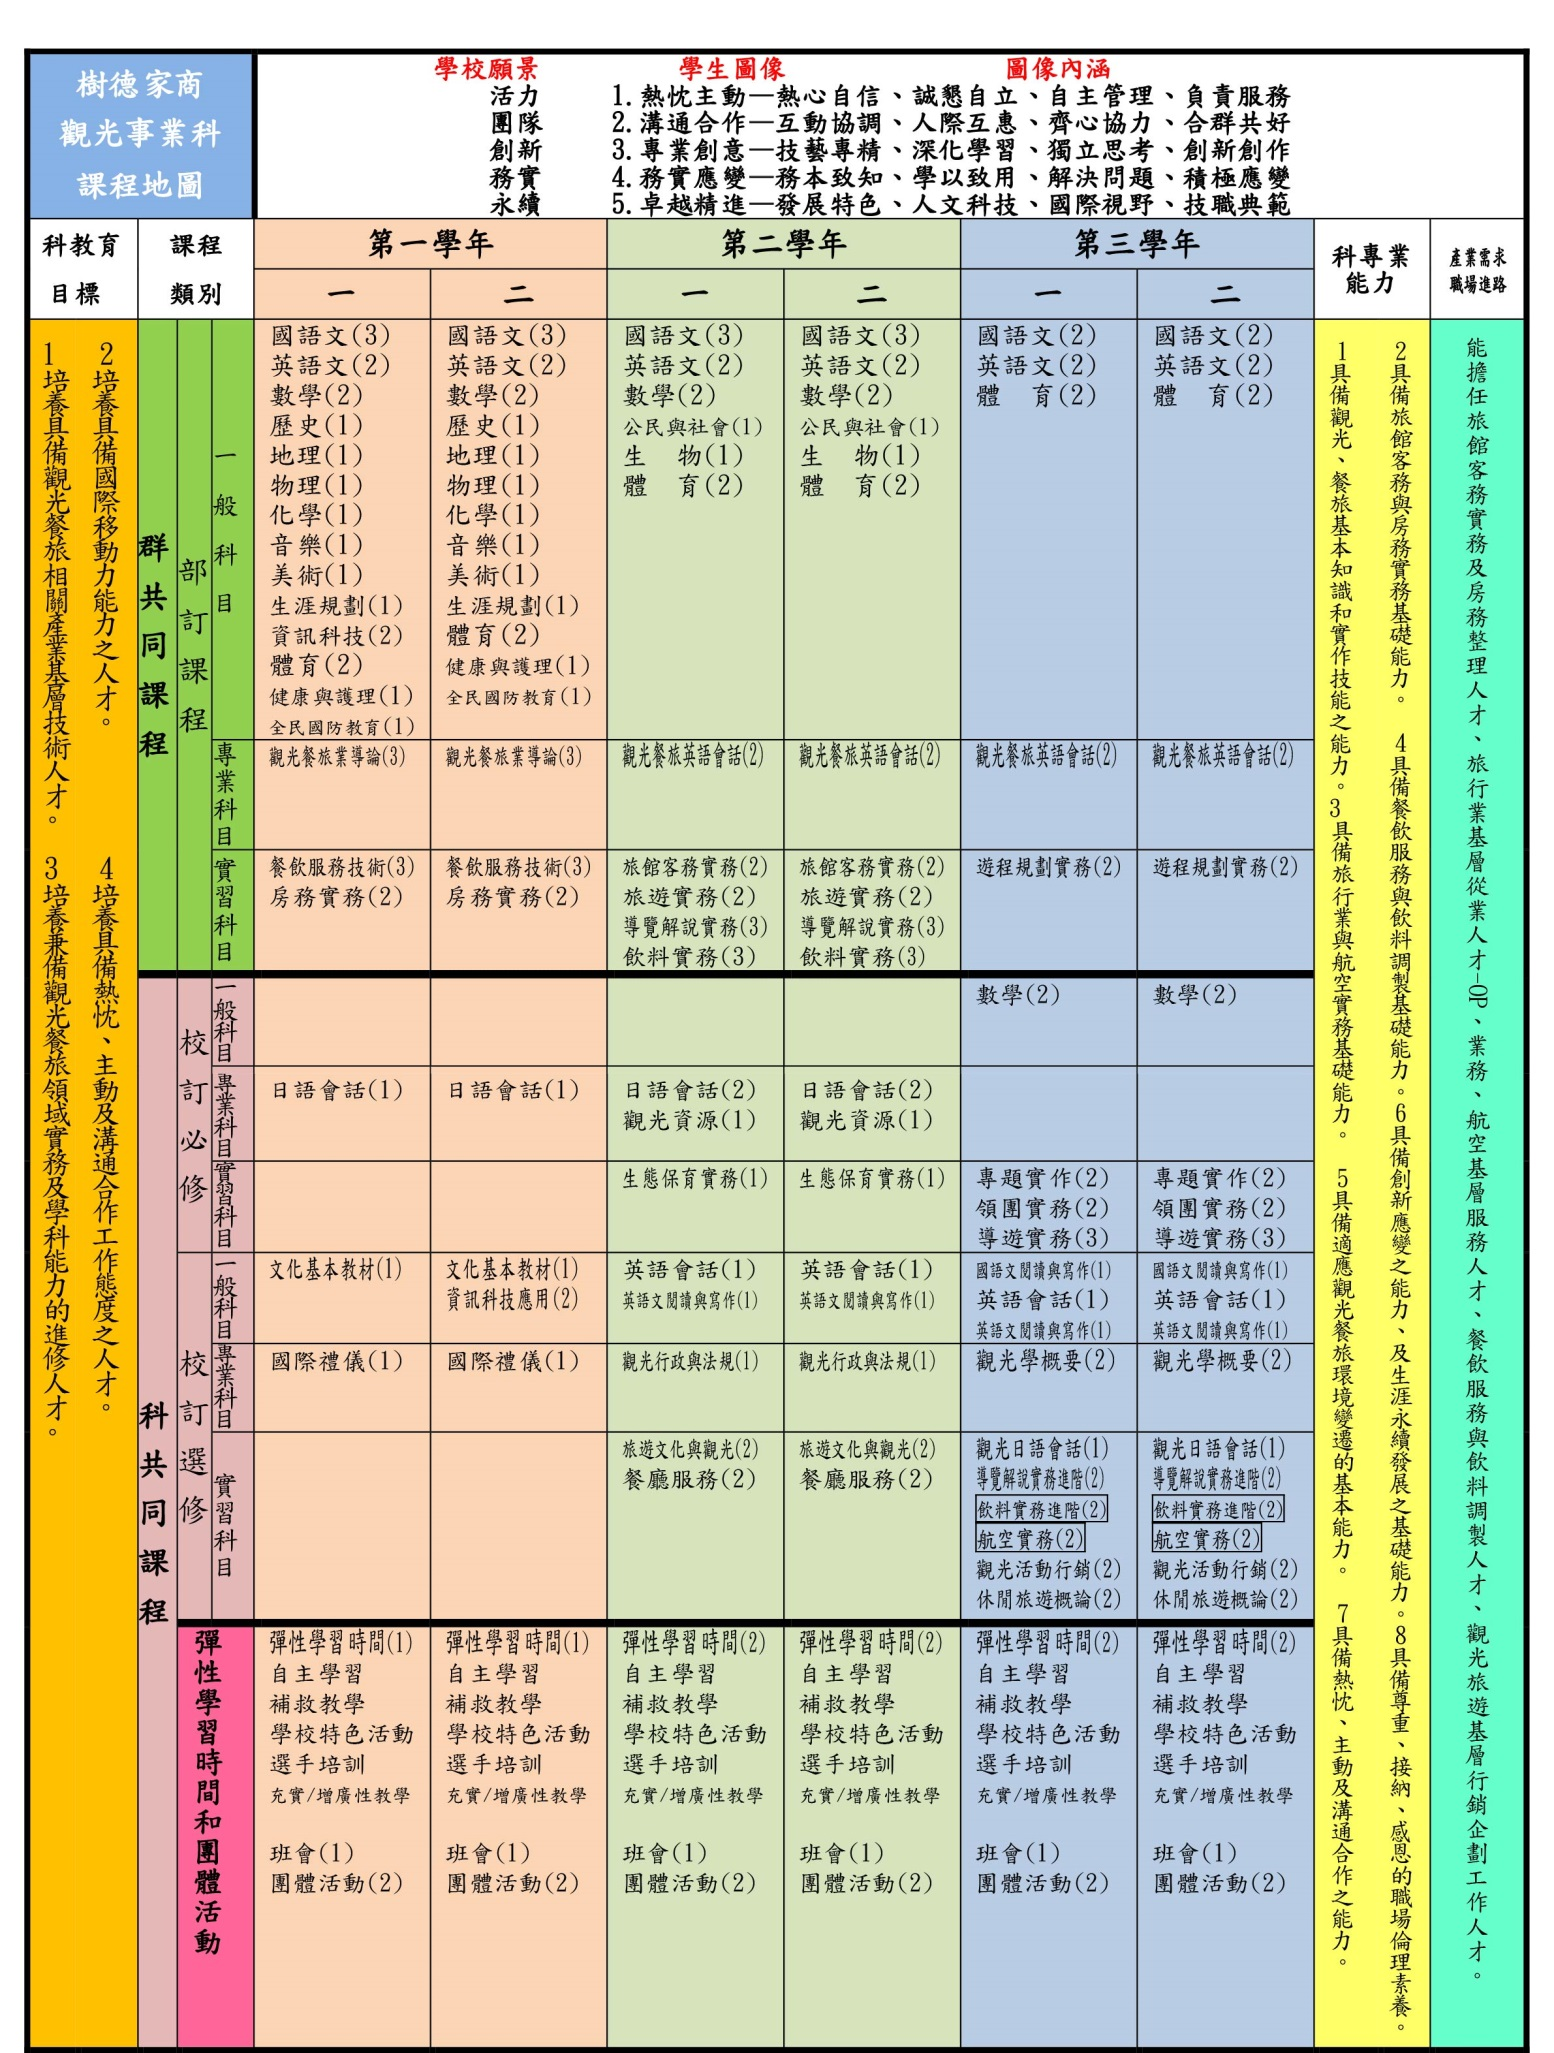 樹德家商
觀光事業科
課程地圖
學校願景 學生圖像 圖像內涵
活力 1.熱忱主動—熱心自信、誠懇自立、自主管理、負責服務
團隊 2.溝通合作—互動協調、人際互惠、齊心協力、合群共好
創新 3.專業創意—技藝專精、深化學習、獨立思考、創新創作
務實 4.務實應變—務本致知、學以致用、解決問題、積極應變
永續 5.卓越精進—發展特色、人文科技、國際視野、技職典範
科教育
目標
課程
類別
第一學年
第二學年
第三學年
一 二 一 二 一 二
科專業
能力
產業需求
職場進路
1培養具備觀光餐旅相關產業基層技術人才。
2培養具備國際移動力能力之人才。
3培養兼備觀光餐旅領域實務及學科能力的進修人才。
4培養具備熱忱、主動及溝通合作工作態度之人才。
群共同課程
部訂課程
一般科目
國語文(3)
英語文(2)
數學(2)
歷史(1)
地理(1)
物理(1)
化學(1)
音樂(1)
美術(1)
生涯規劃(1)
資訊科技(2)
體育(2)
健康與護理(1)
全民國防教育(1)
國語文(3)
英語文(2)
數學(2)
歷史(1)
地理(1)
物理(1)
化學(1)
音樂(1)
美術(1)
生涯規劃(1)
體育(2)
健康與護理(1)
全民國防教育(1)
國語文(3)
英語文(2)
數學(2)
公民與社會(1)
生 物(1)
體 育(2)
國語文(3)
英語文(2)
數學(2)
公民與社會(1)
生 物(1)
體 育(2)
國語文(2)
英語文(2)
體 育(2)
國語文(2)
英語文(2)
體 育(2)
專業科目
觀光餐旅業導論(3)
觀光餐旅業導論(3)
觀光餐旅英語會話(2)
觀光餐旅英語會話(2)
觀光餐旅英語會話(2)
觀光餐旅英語會話(2)
實習科目
餐飲服務技術(3)
房務實務(2)
餐飲服務技術(3)
房務實務(2)
旅館客務實務(2)
旅遊實務(2)
導覽解說實務(3)
飲料實務(3)
旅館客務實務(2)
旅遊實務(2)
導覽解說實務(3)
飲料實務(3)
遊程規劃實務(2)
遊程規劃實務(2)
科共同課程
校訂必修
一般科目
數學(2)
數學(2)
專業科目
日語會話(1)
日語會話(1)
日語會話(2)
觀光資源(1)
日語會話(2)
觀光資源(1)
實習科目
生態保育實務(1)
生態保育實務(1)
專題實作(2)
領團實務(2)
導遊實務(3)
專題實作(2)
領團實務(2)
導遊實務(3)
校訂選修
一般科目
文化基本教材(1)
文化基本教材(1)
資訊科技應用(2)
英語會話(1)
英語文閱讀與寫作(1)
英語會話(1)
英語文閱讀與寫作(1)
國語文閱讀與寫作(1)
英語會話(1)
英語文閱讀與寫作(1)
國語文閱讀與寫作(1)
英語會話(1)
英語文閱讀與寫作(1)
專業科目
國際禮儀(1)
國際禮儀(1)
觀光行政與法規(1)
觀光行政與法規(1)
觀光學概要(2)
觀光學概要(2)
實習科目
旅遊文化與觀光(2)
餐廳服務(2)
旅遊文化與觀光(2)
餐廳服務(2)
觀光日語會話(1)
導覽解說實務進階(2)
飲料實務進階(2)
航空實務(2)
觀光活動行銷(2)
休閒旅遊概論(2)
觀光日語會話(1)
導覽解說實務進階(2)
飲料實務進階(2)
航空實務(2)
觀光活動行銷(2)
休閒旅遊概論(2)
彈性學習時間和團體活動
彈性學習時間(1)
自主學習
補救教學
學校特色活動
選手培訓
充實/增廣性教學
班會(1)
團體活動(2)
彈性學習時間(1)
自主學習
補救教學
學校特色活動
選手培訓
充實/增廣性教學
班會(1)
團體活動(2)
彈性學習時間(2)
自主學習
補救教學
學校特色活動
選手培訓
充實/增廣性教學
班會(1)
團體活動(2)
彈性學習時間(2)
自主學習
補救教學
學校特色活動
選手培訓
充實/增廣性教學
班會(1)
團體活動(2)
彈性學習時間(2)
自主學習
補救教學
學校特色活動
選手培訓
充實/增廣性教學
班會(1)
團體活動(2)
彈性學習時間(2)
自主學習
補救教學
學校特色活動
選手培訓
充實/增廣性教學
班會(1)
團體活動(2)
1具備觀光、餐旅基本知識和實作技能之能力。
2具備旅館客務與房務實務基礎能力。
3具備旅行業與航空實務基礎能力。
4具備餐飲服務與飲料調製基礎能力。
5具備適應觀光餐旅環境變遷的基本能力。
6具備創新應變之能力、及生涯永續發展之基礎能力。
7具備熱忱、主動及溝通合作之能力。
8具備尊重、接納、感恩的職場倫理素養。
能擔任旅館客務實務及房務整理人才、旅行業基層從業人才-OP、業務、航空基層服務人才、餐飲服務與飲料調製人才、觀光旅遊基層行銷企劃工作人才。